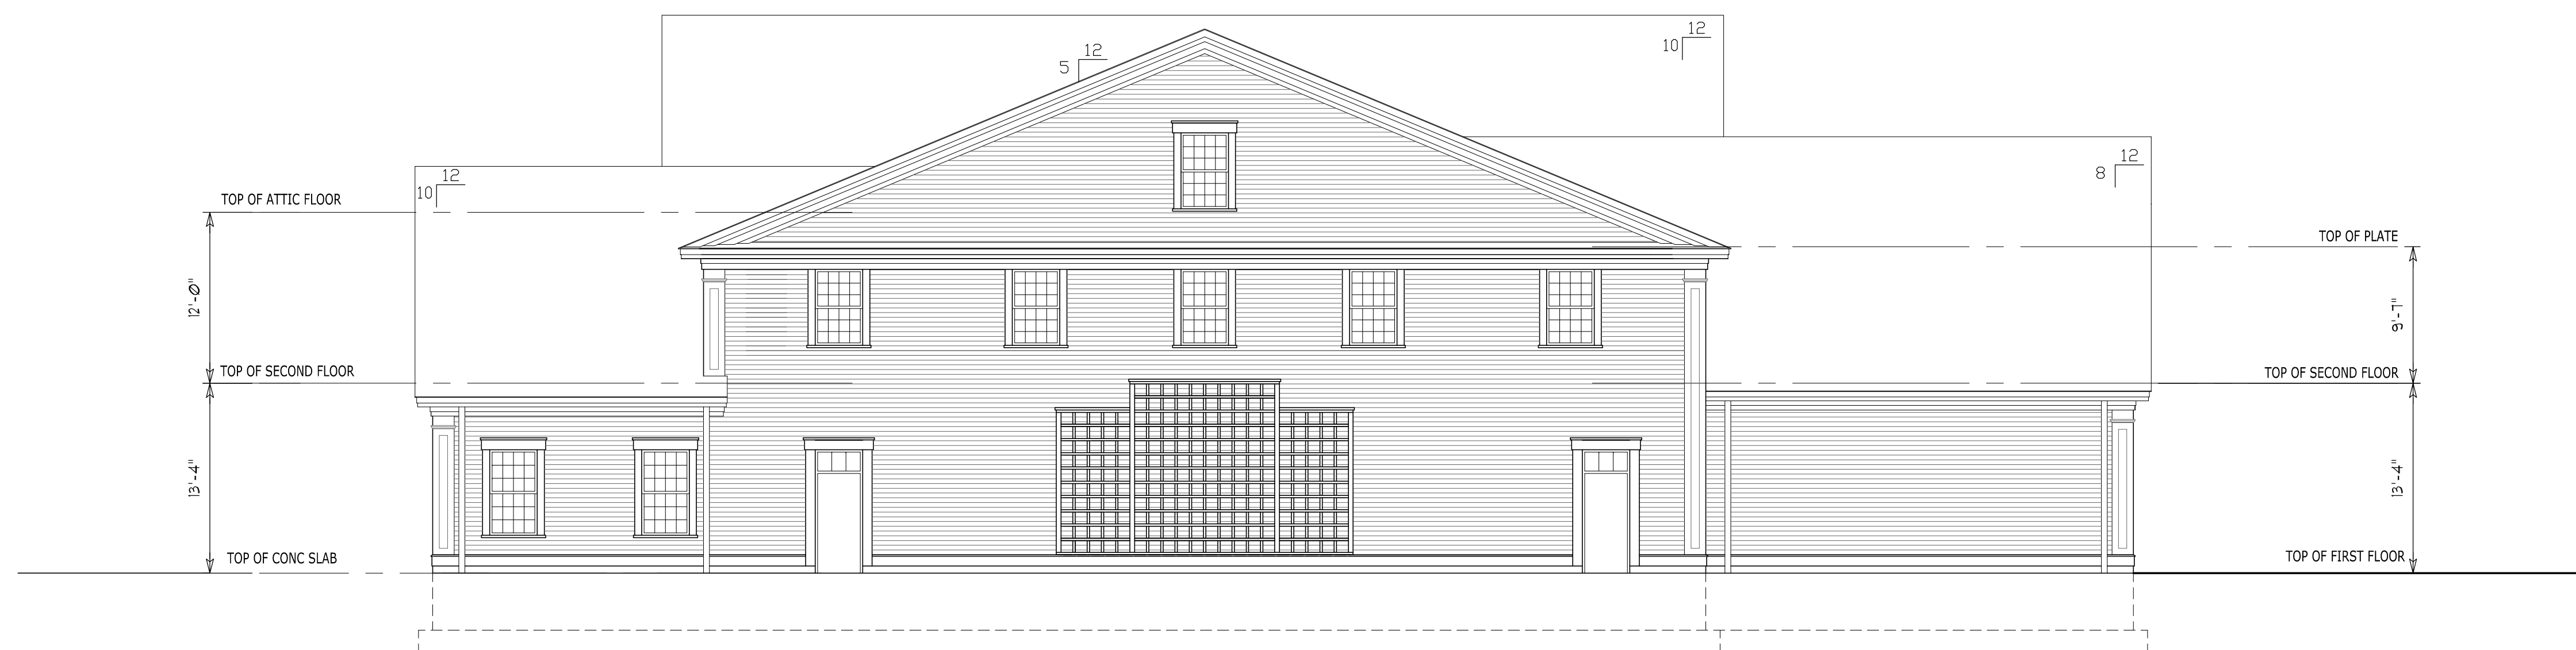 12
10
12
5
12
10
12
8
TOP OF ATTIC FLOOR
TOP OF PLATE
12'-0"
9'-7"
TOP OF SECOND FLOOR
TOP OF SECOND FLOOR
13'-4"
13'-4"
TOP OF CONC SLAB
TOP OF FIRST FLOOR